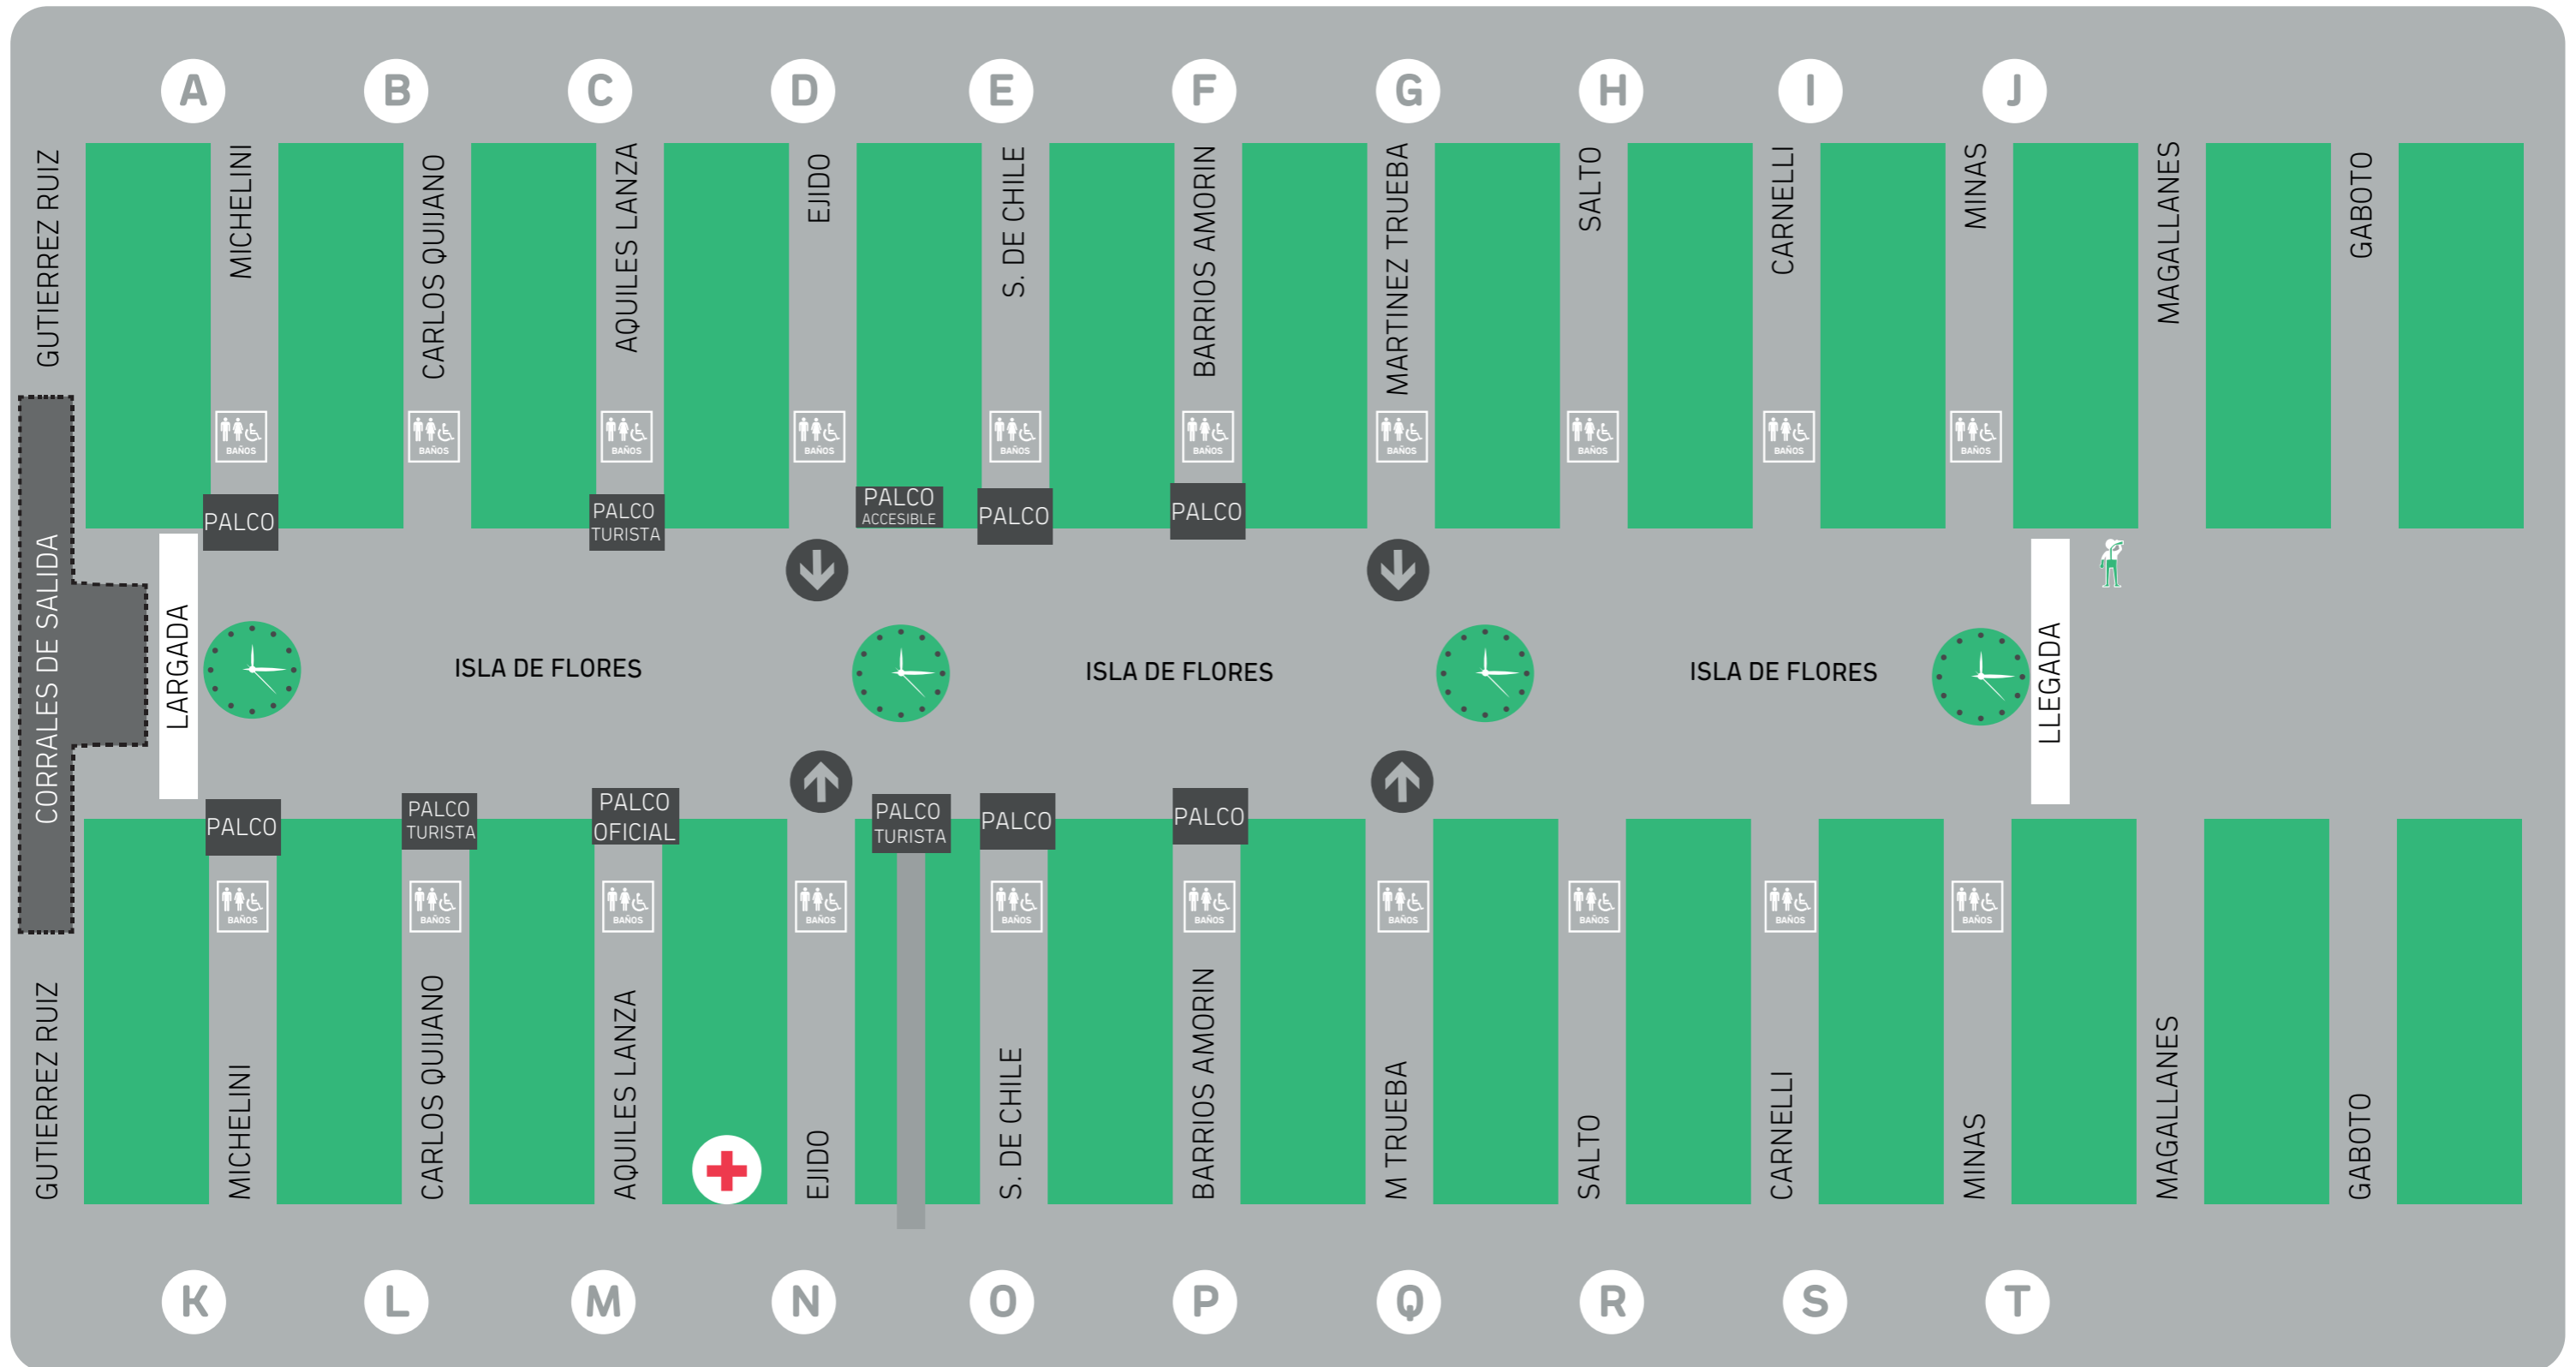 A
B
C
D
E
F
G
H
I
J
GUTIERREZ RUIZ
MICHELINI
CARLOS QUIJANO
AQUILES LANZA
EJIDO
S. DE CHILE
BARRIOS AMORIN
MARTINEZ TRUEBA
SALTO
CARNELLI
MINAS
MAGALLANES
GABOTO
BAÑOS
BAÑOS
BAÑOS
BAÑOS
BAÑOS
BAÑOS
BAÑOS
BAÑOS
BAÑOS
BAÑOS
PALCO
PALCO
TURISTA
PALCO
ACCESIBLE
PALCO
PALCO
CORRALES DE SALIDA
LARGADA
ISLA DE FLORES
ISLA DE FLORES
ISLA DE FLORES
LLEGADA
PALCO
PALCO
TURISTA
PALCO
OFICIAL
PALCO
TURISTA
PALCO
PALCO
BAÑOS
BAÑOS
BAÑOS
BAÑOS
BAÑOS
BAÑOS
BAÑOS
BAÑOS
BAÑOS
BAÑOS
GUTIERREZ RUIZ
MICHELINI
CARLOS QUIJANO
AQUILES LANZA
EJIDO
S. DE CHILE
BARRIOS AMORIN
M TRUEBA
SALTO
CARNELLI
MINAS
MAGALLANES
GABOTO
K
L
M
N
O
P
Q
R
S
T